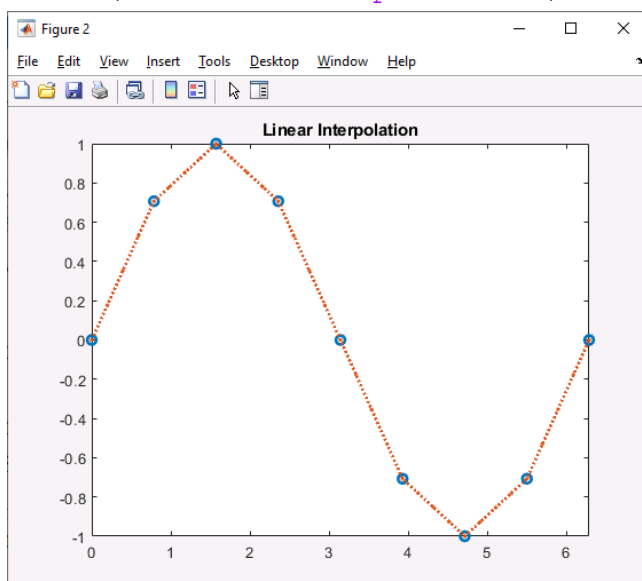 Figure 2
File Edit View Insert Tools Desktop Window Help
Linear Interpolation
1
0.8
0.6
0.4
0.2
0
-0.2
-0.4
-0.6
-0.8
-1
0 1 2 3 4 5 6